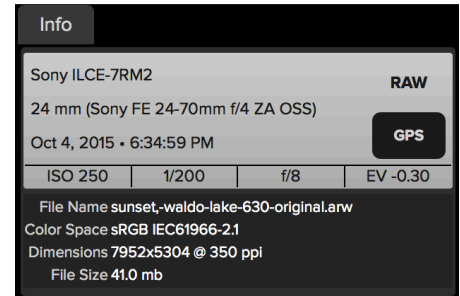 Info
Sony ILCE-7RM2
RAW
24 mm (Sony FE 24-70mm f/4 ZA OSS)
GPS
Oct 4, 2015 • 6:34:59 PM
ISO 250 1/200 f/8 EV -0.30
File Name sunset,-waldo-lake-630-original.arw
Color Space sRGB IEC61966-2.1
Dimensions 7952x5304 @ 350 ppi
File Size 41.0 mb